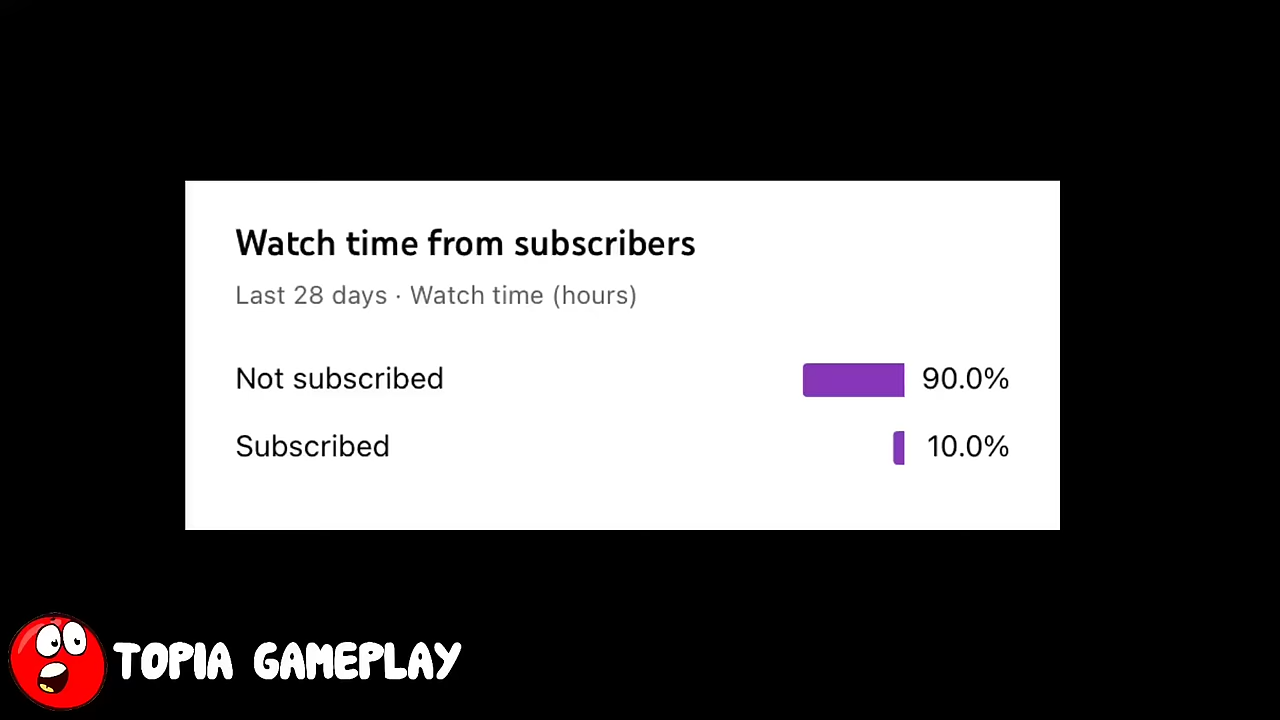 Watch time from subscribers
Last 28 days · Watch time (hours)
Not subscribed 90.0%
Subscribed 10.0%
TOPIA GAMEPLAY